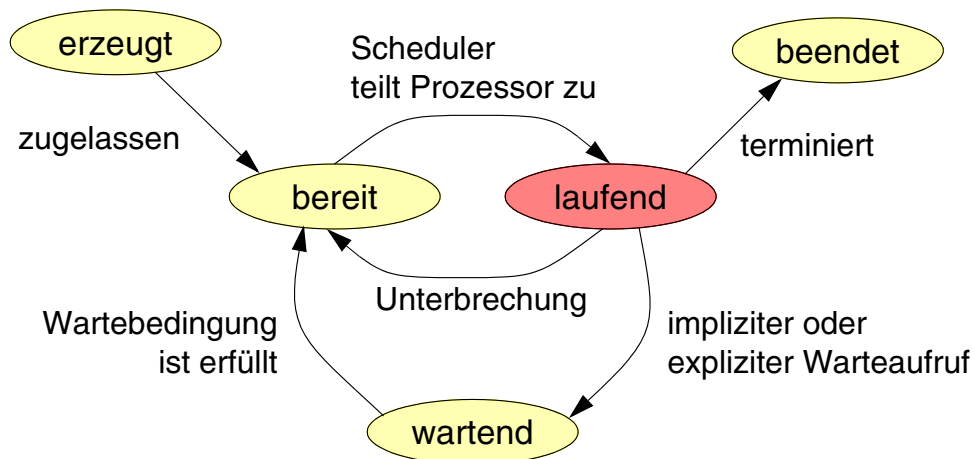 erzeugt
Scheduler
teilt Prozessor zu
beendet
zugelassen
terminiert
bereit
laufend
Unterbrechung
Wartebedingung
ist erfüllt
impliziter oder
expliziter Warteaufruf
wartend